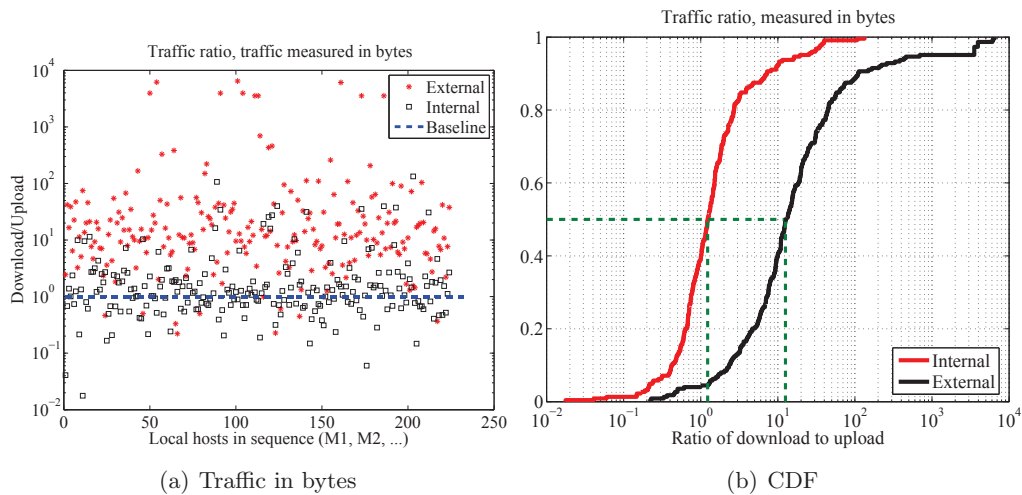 Traffic ratio, traffic measured in bytes
External
Internal
Baseline
10^4
10^3
10^2
10^1
10^0
10^-1
10^-2
Download/Upload
0 50 100 150 200 250
Local hosts in sequence (M1, M2, ...)
(a) Traffic in bytes
Traffic ratio, measured in bytes
1
0.8
0.6
0.4
0.2
0
Internal
External
10^-2 10^-1 10^0 10^1 10^2 10^3 10^4
Ratio of download to upload
(b) CDF